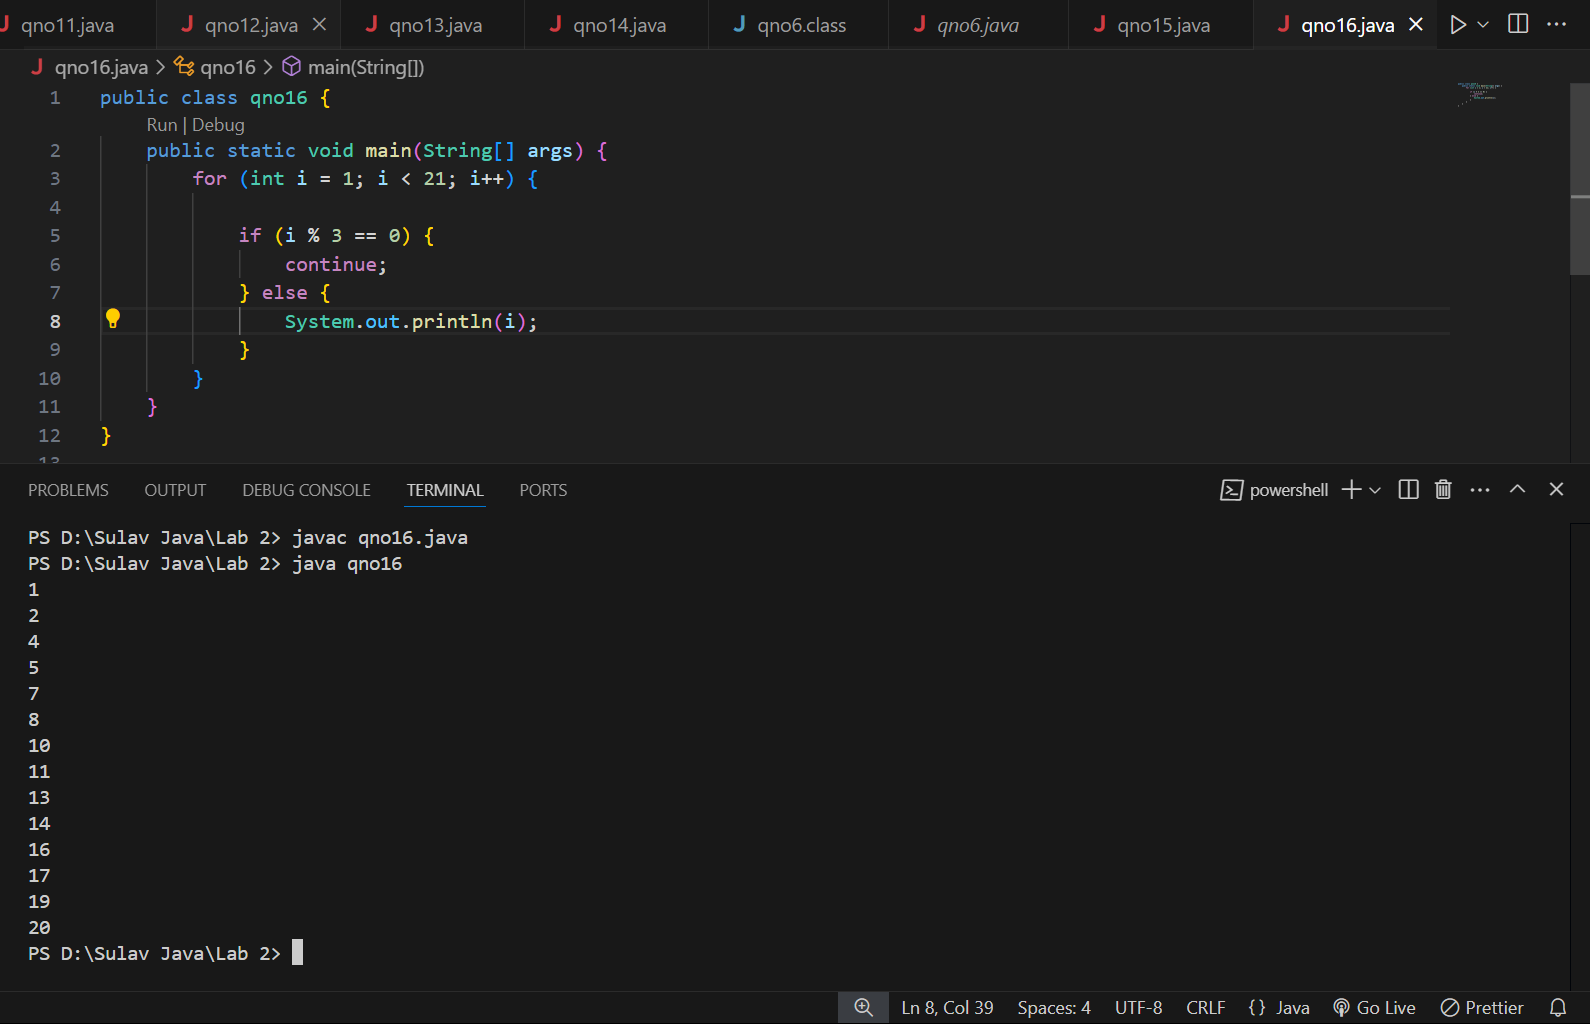 qno11.java qno12.java qno13.java qno14.java qno6.class qno6.java qno15.java qno16.java
qno16.java > qno16 > main(String[])
1 public class qno16 {
Run | Debug
2 public static void main(String[] args) {
3 for (int i = 1; i < 21; i++) {
4
5 if (i % 3 == 0) {
6 continue;
7 } else {
8 System.out.println(i);
9 }
10 }
11 }
12 }
13
PROBLEMS OUTPUT DEBUG CONSOLE TERMINAL PORTS powershell
PS D:\Sulav Java\Lab 2> javac qno16.java
PS D:\Sulav Java\Lab 2> java qno16
1
2
4
5
7
8
10
11
13
14
16
17
19
20
PS D:\Sulav Java\Lab 2>
Ln 8, Col 39 Spaces: 4 UTF-8 CRLF {} Java Go Live Prettier